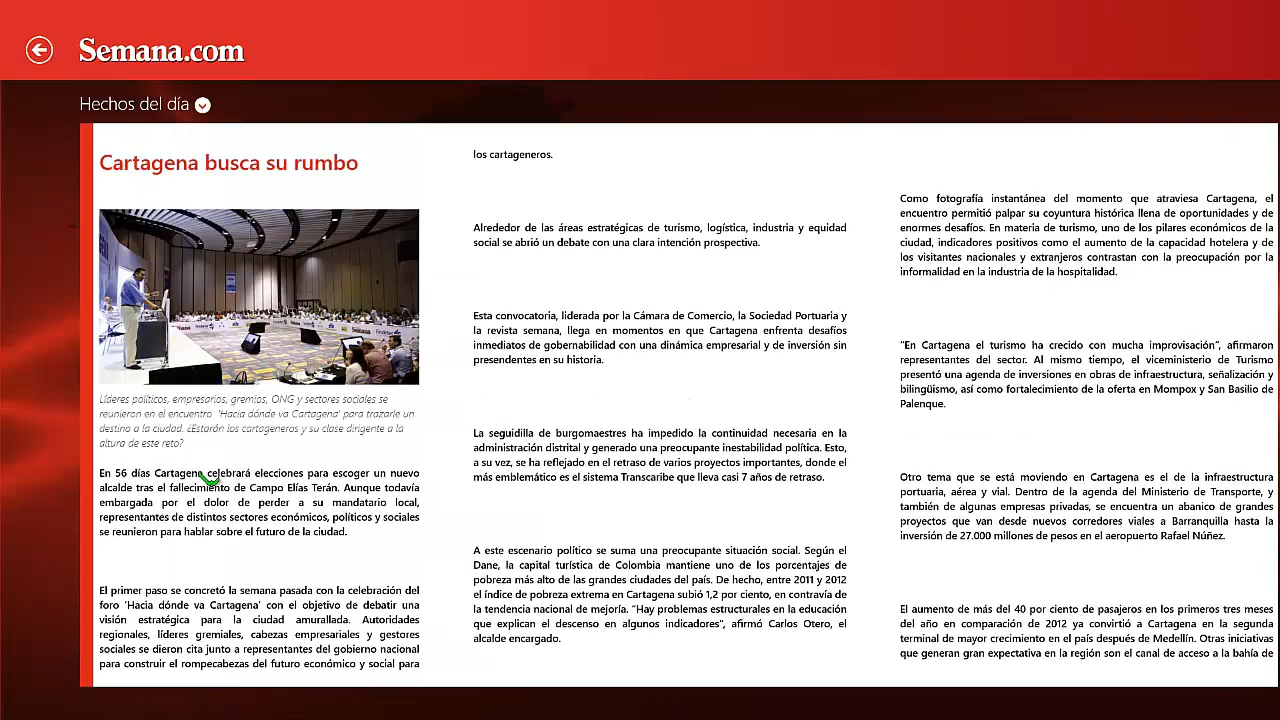 Semana.com
Hechos del día
Cartagena busca su rumbo
Líderes políticos, empresarios, gremios, ONG y sectores sociales se
reunieron en el encuentro 'Hacia dónde va Cartagena' para trazarle un
destino a la ciudad. ¿Estarán los cartageneros y su clase dirigente a la
altura de este reto?
En 56 días Cartagena celebrará elecciones para escoger un nuevo
alcalde tras el fallecimiento de Campo Elías Terán. Aunque todavía
embargada por el dolor de perder a su mandatario local,
representantes de distintos sectores económicos, políticos y sociales
se reunieron para hablar sobre el futuro de la ciudad.
El primer paso se concretó la semana pasada con la celebración del
foro 'Hacia dónde va Cartagena' con el objetivo de debatir una
visión estratégica para la ciudad amurallada. Autoridades
regionales, líderes gremiales, cabezas empresariales y gestores
sociales se dieron cita junto a representantes del gobierno nacional
para construir el rompecabezas del futuro económico y social para
los cartageneros.
Alrededor de las áreas estratégicas de turismo, logística, industria y equidad
social se abrió un debate con una clara intención prospectiva.
Esta convocatoria, liderada por la Cámara de Comercio, la Sociedad Portuaria y
la revista semana, llega en momentos en que Cartagena enfrenta desafíos
inmediatos de gobernabilidad con una dinámica empresarial y de inversión sin
presendentes en su historia.
La seguidilla de burgomaestres ha impedido la continuidad necesaria en la
administración distrital y generado una preocupante inestabilidad política. Esto,
a su vez, se ha reflejado en el retraso de varios proyectos importantes, donde el
más emblemático es el sistema Transcaribe que lleva casi 7 años de retraso.
A este escenario político se suma una preocupante situación social. Según el
Dane, la capital turística de Colombia mantiene uno de los porcentajes de
pobreza más alto de las grandes ciudades del país. De hecho, entre 2011 y 2012
el índice de pobreza extrema en Cartagena subió 1,2 por ciento, en contravía de
la tendencia nacional de mejoría. "Hay problemas estructurales en la educación
que explican el descenso en algunos indicadores", afirmó Carlos Otero, el
alcalde encargado.
Como fotografía instantánea del momento que atraviesa Cartagena, el
encuentro permitió palpar su coyuntura histórica llena de oportunidades y de
enormes desafíos. En materia de turismo, uno de los pilares económicos de la
ciudad, indicadores positivos como el aumento de la capacidad hotelera y de
los visitantes nacionales y extranjeros contrastan con la preocupación por la
informalidad en la industria de la hospitalidad.
"En Cartagena el turismo ha crecido con mucha improvisación", afirmaron
representantes del sector. Al mismo tiempo, el viceministerio de Turismo
presentó una agenda de inversiones en obras de infraestructura, señalización y
bilingüismo, así como fortalecimiento de la oferta en Mompox y San Basilio de
Palenque.
Otro tema que se está moviendo en Cartagena es el de la infraestructura
portuaria, aérea y vial. Dentro de la agenda del Ministerio de Transporte, y
también de algunas empresas privadas, se encuentra un abanico de grandes
proyectos que van desde nuevos corredores viales a Barranquilla hasta la
inversión de 27.000 millones de pesos en el aeropuerto Rafael Núñez.
El aumento de más del 40 por ciento de pasajeros en los primeros tres meses
del año en comparación de 2012 ya convirtió a Cartagena en la segunda
terminal de mayor crecimiento en el país después de Medellín. Otras iniciativas
que generan gran expectativa en la región son el canal de acceso a la bahía de